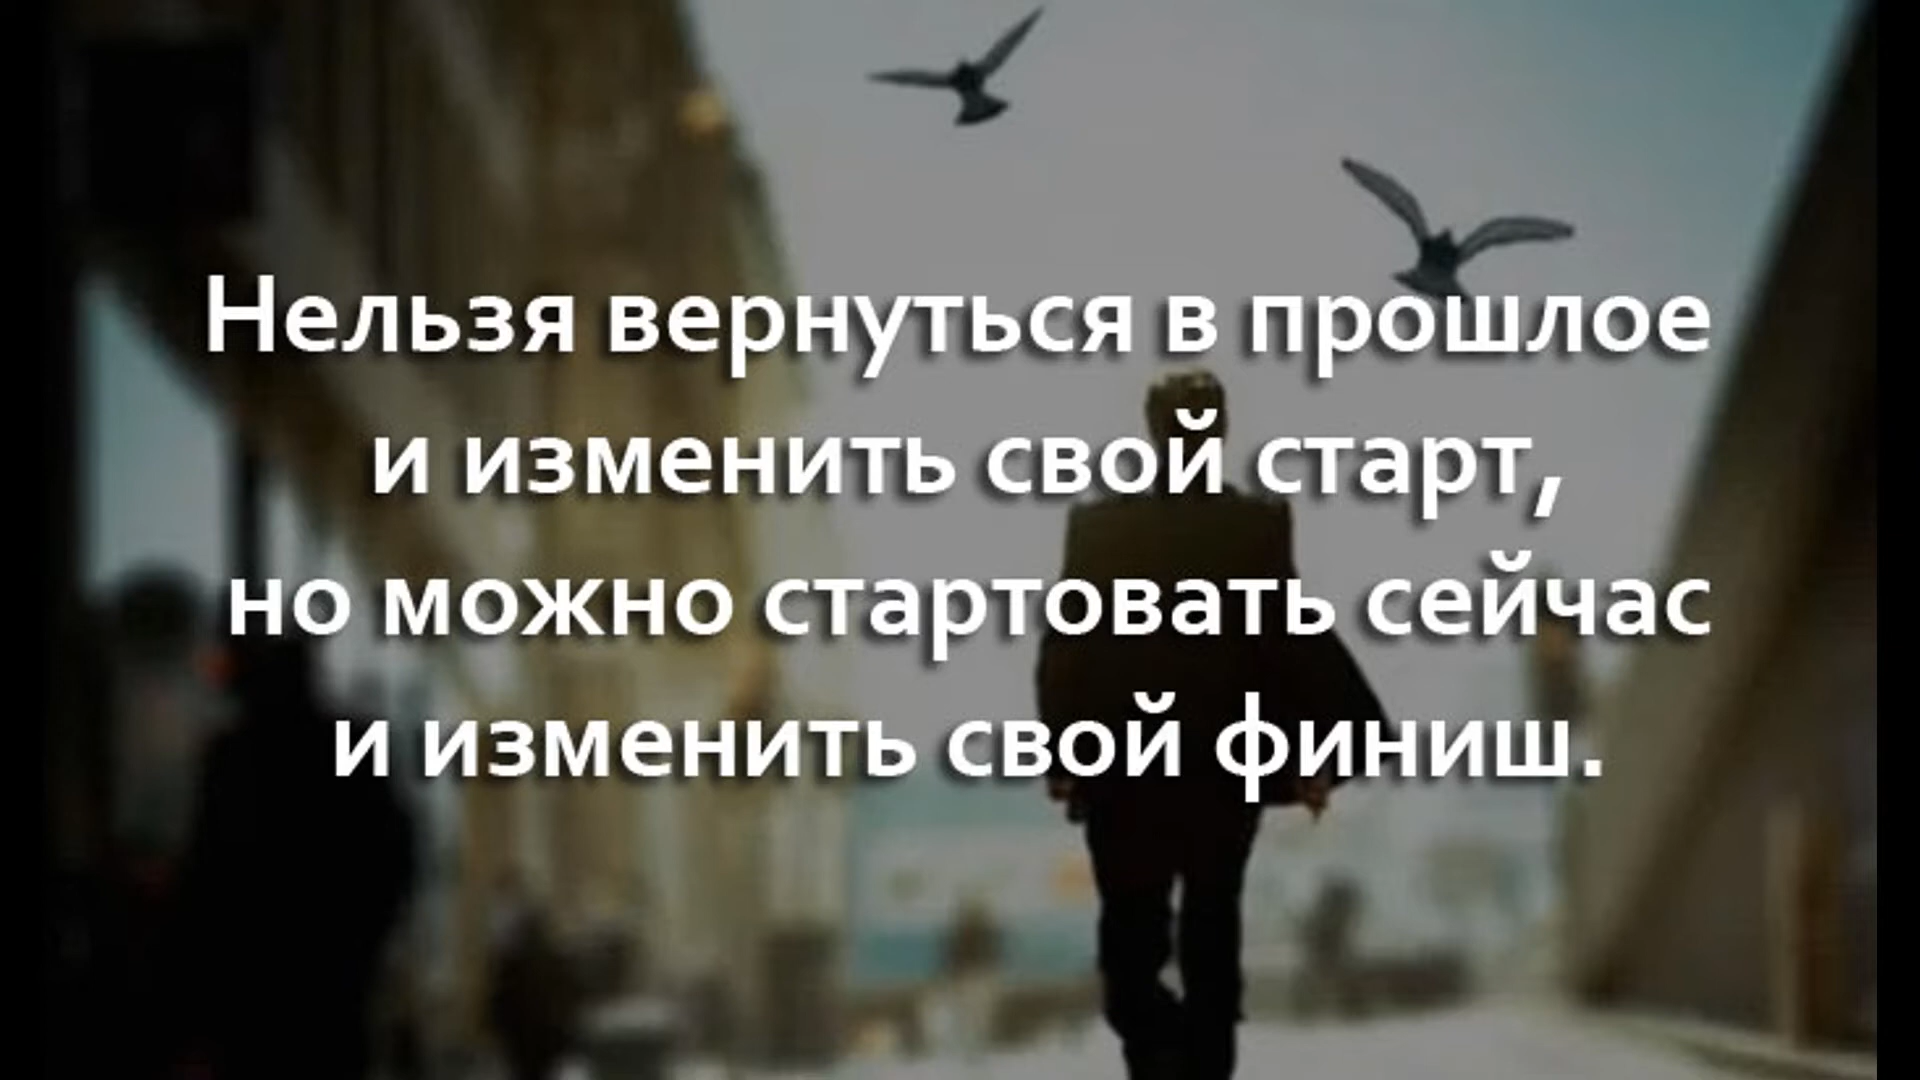 Нельзя вернуться в прошлое
и изменить свой старт,
но можно стартовать сейчас
и изменить свой финиш.